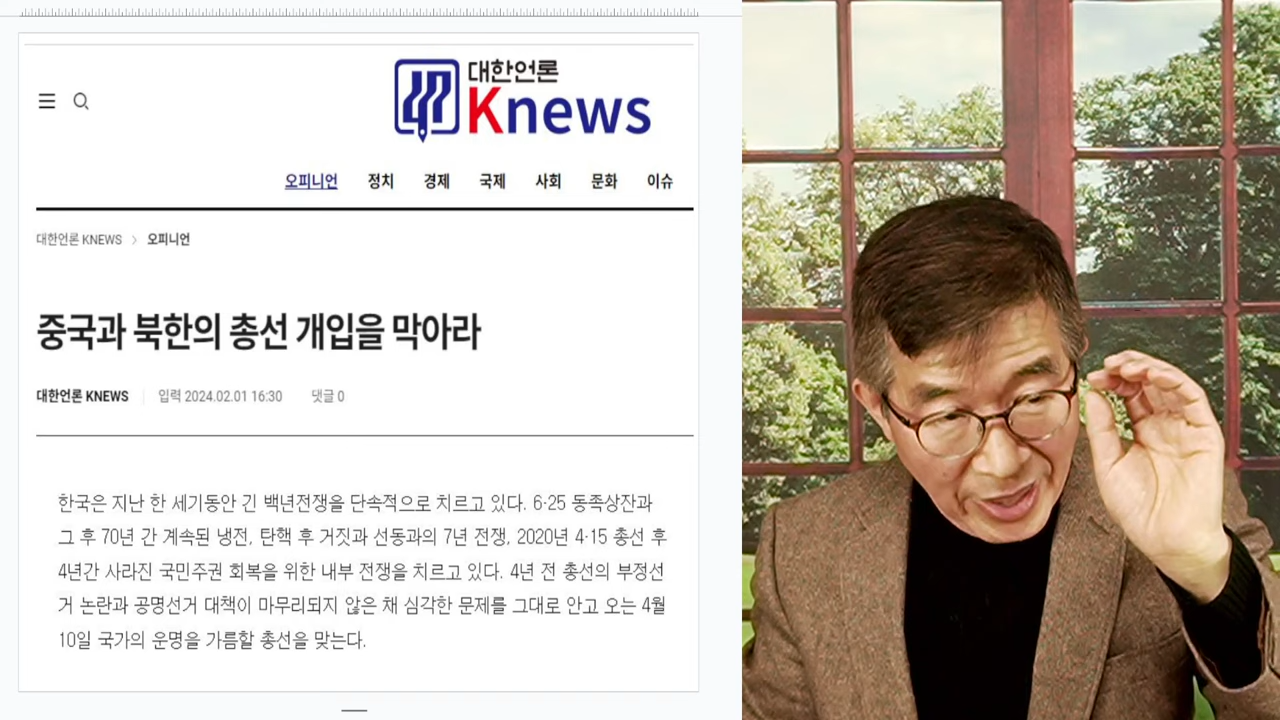 대한언론
Knews
오피니언 정치 경제 국제 사회 문화 이슈
대한언론 KNEWS > 오피니언
중국과 북한의 총선 개입을 막아라
대한언론 KNEWS 입력 2024.02.01 16:30 댓글 0
한국은 지난 한 세기동안 긴 백년전쟁을 단속적으로 치르고 있다. 6·25 동족상잔과
그 후 70년 간 계속된 냉전, 탄핵 후 거짓과 선동과의 7년 전쟁, 2020년 4·15 총선 후
4년간 사라진 국민주권 회복을 위한 내부 전쟁을 치르고 있다. 4년 전 총선의 부정선
거 논란과 공명선거 대책이 마무리되지 않은 채 심각한 문제를 그대로 안고 오는 4월
10일 국가의 운명을 가름할 총선을 맞는다.